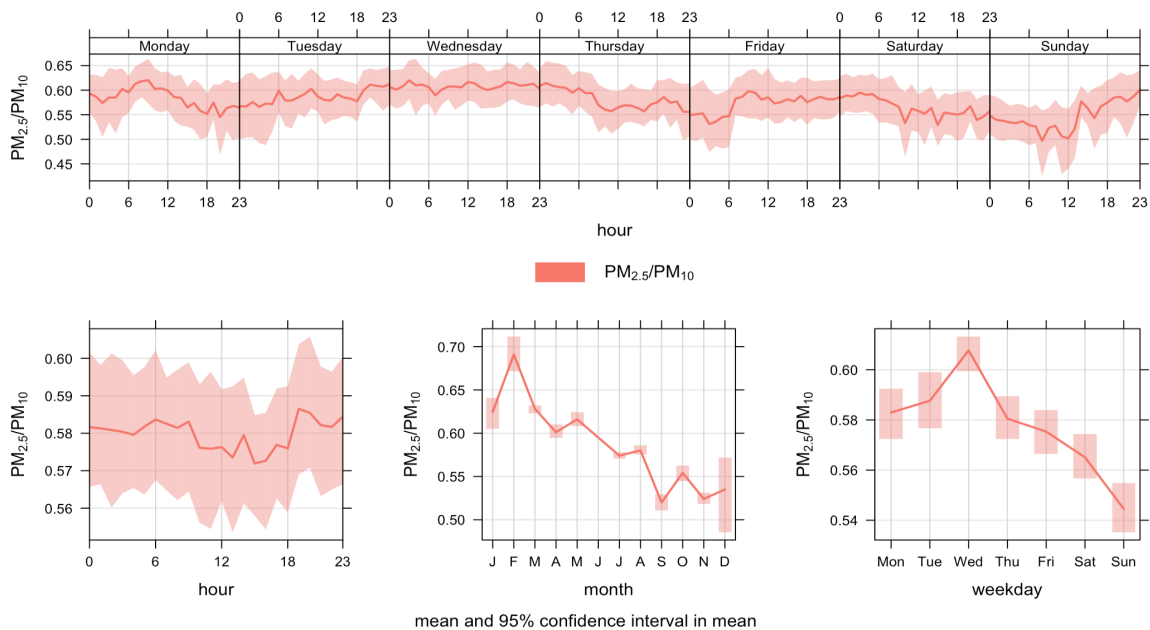 0 6 12 18 23 0 6 12 18 23 0 6 12 18 23
Monday Tuesday Wednesday Thursday Friday Saturday Sunday
0.65
0.60
0.55
0.50
0.45
PM2.5/PM10
0 6 12 18 23 0 6 12 18 23 0 6 12 18 23 0 6 12 18 23
hour
PM2.5/PM10
0.60
0.59
0.58
0.57
0.56
PM2.5/PM10
0 6 12 18 23
hour
0.70
0.65
0.60
0.55
0.50
PM2.5/PM10
J F M A M J J A S O N D
month
0.60
0.58
0.56
0.54
PM2.5/PM10
Mon Tue Wed Thu Fri Sat Sun
weekday
mean and 95% confidence interval in mean